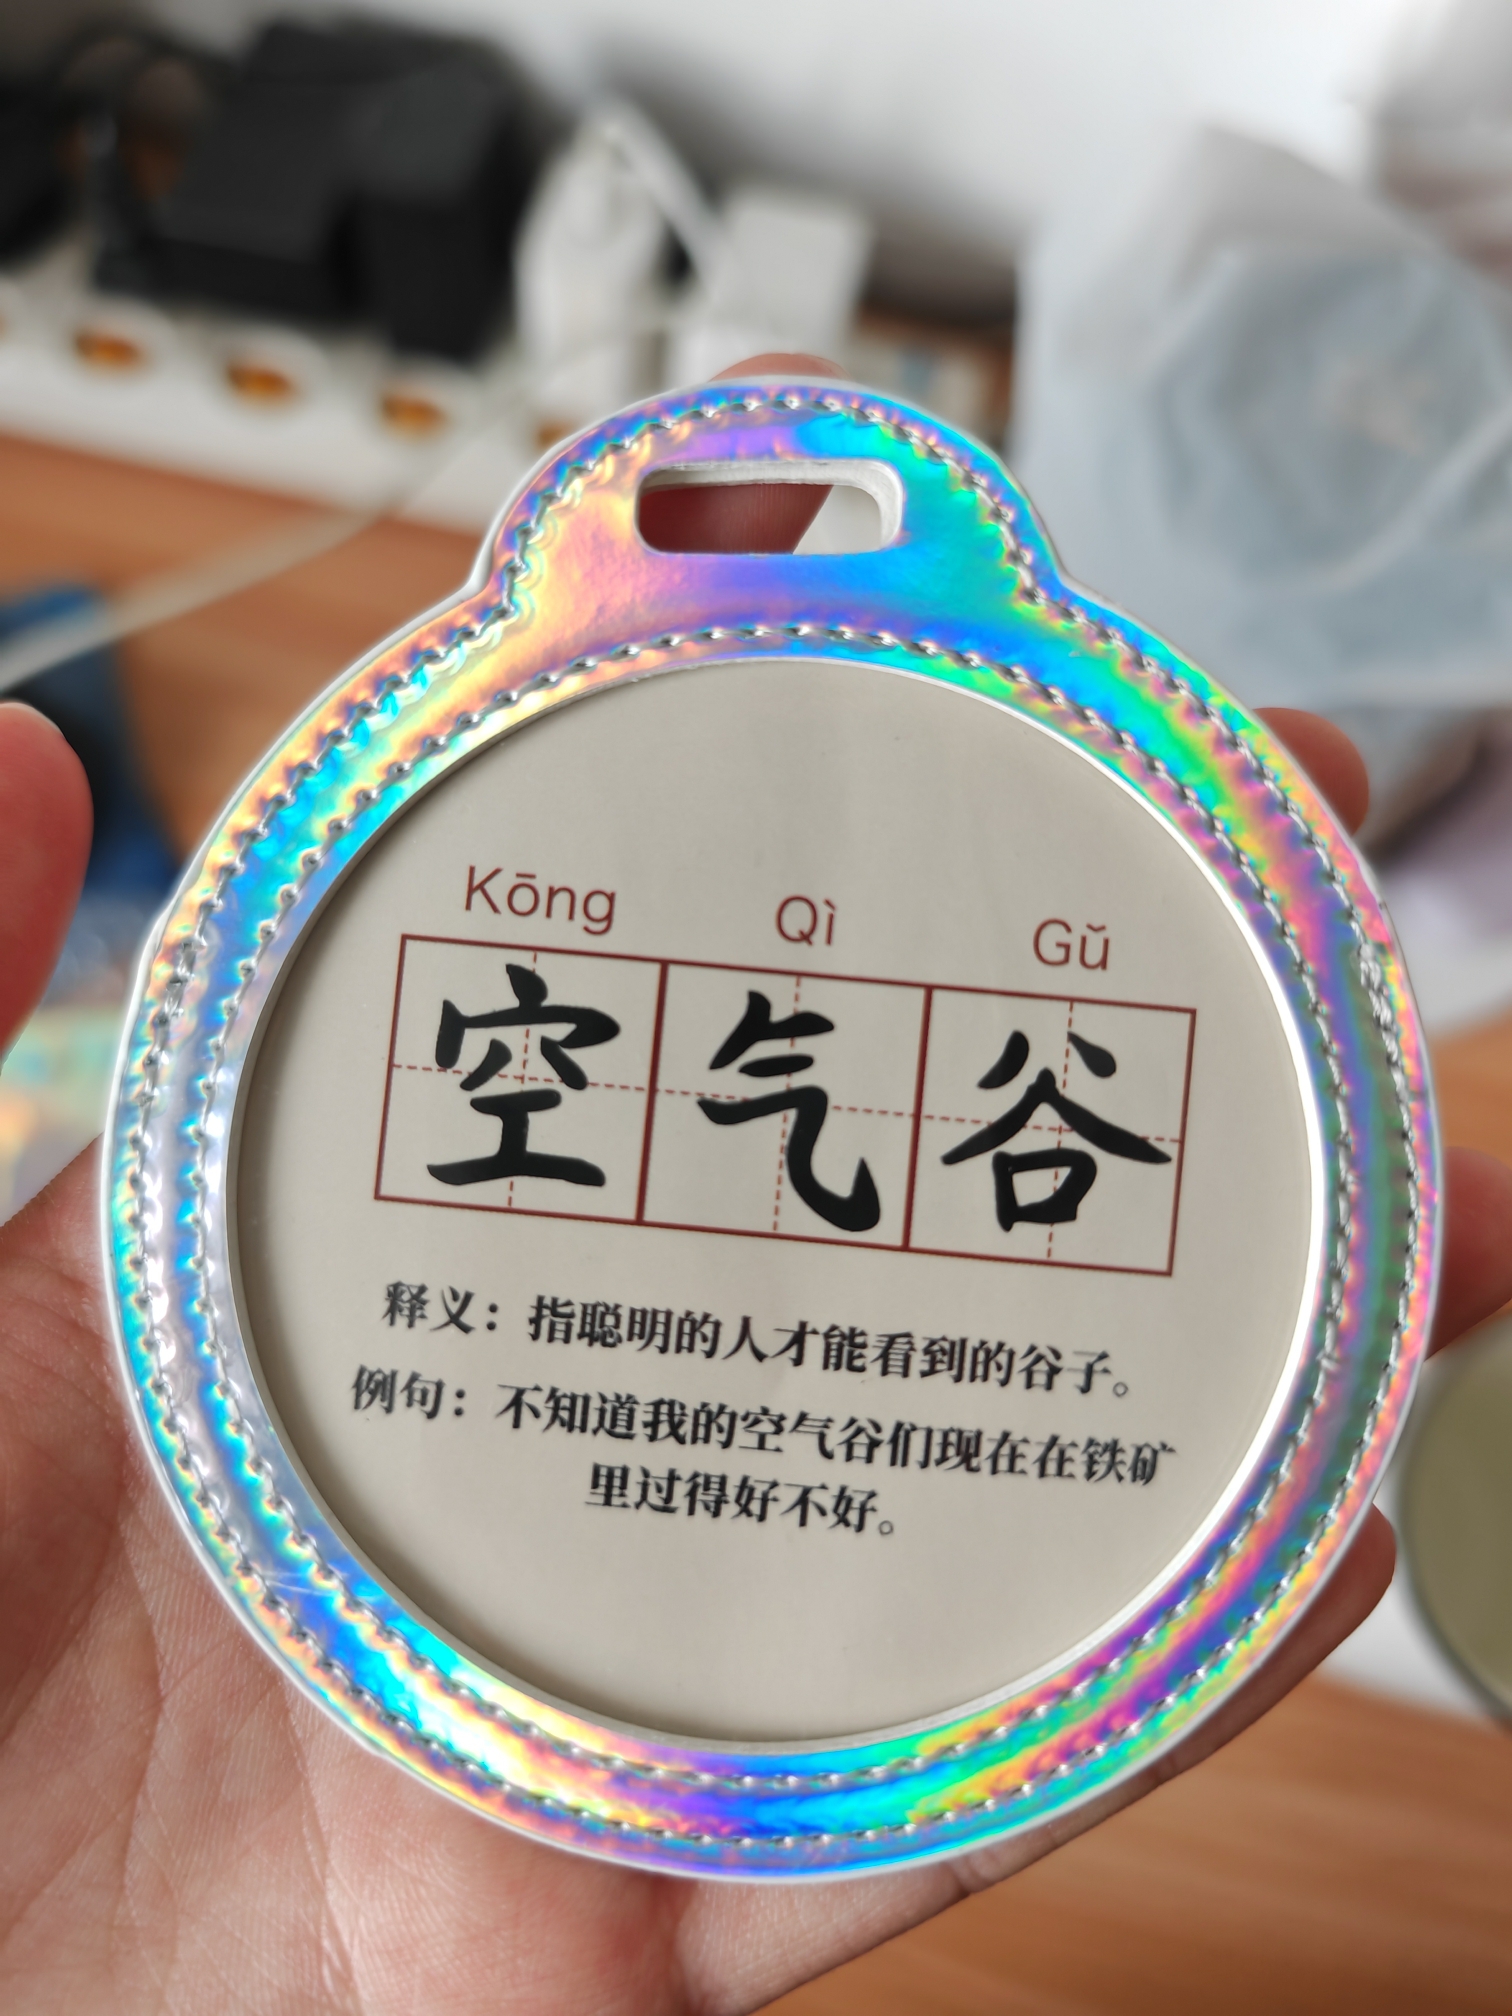 Kōng Qì Gǔ
空气谷
释义：指聪明的人才能看到的谷子。
例句：不知道我的空气谷们现在在铁矿
里过得好不好。